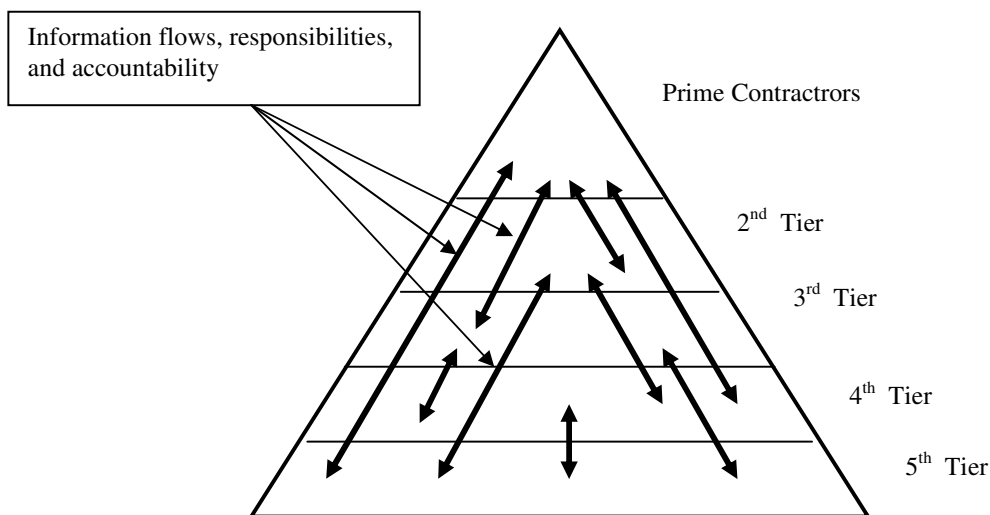 Information flows, responsibilities,
and accountability
Prime Contractrors
2nd Tier
3rd Tier
4th Tier
5th Tier